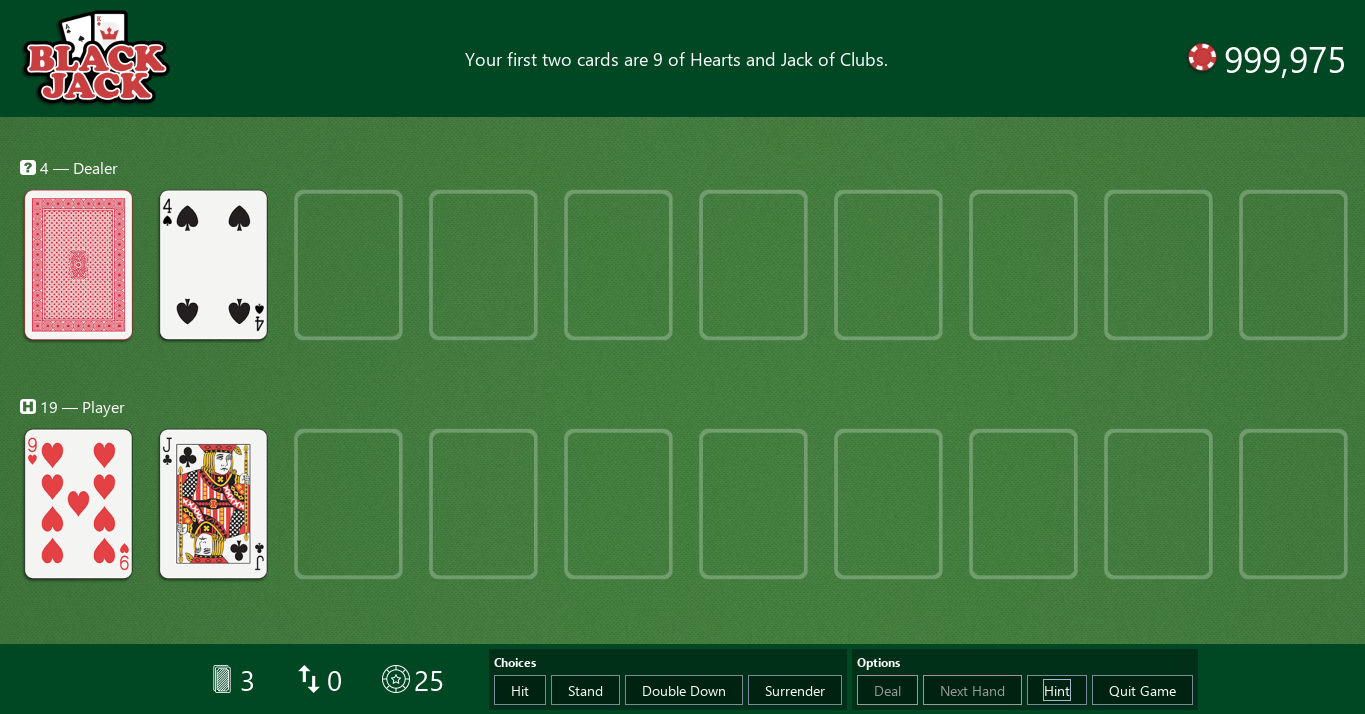 A
K
BLACK
JACK
Your first two cards are 9 of Hearts and Jack of Clubs.
999,975
? 4 — Dealer
4
4
H 19 — Player
9
9
J
J
3
0
25
Choices
Hit
Stand
Double Down
Surrender
Options
Deal
Next Hand
Hint
Quit Game